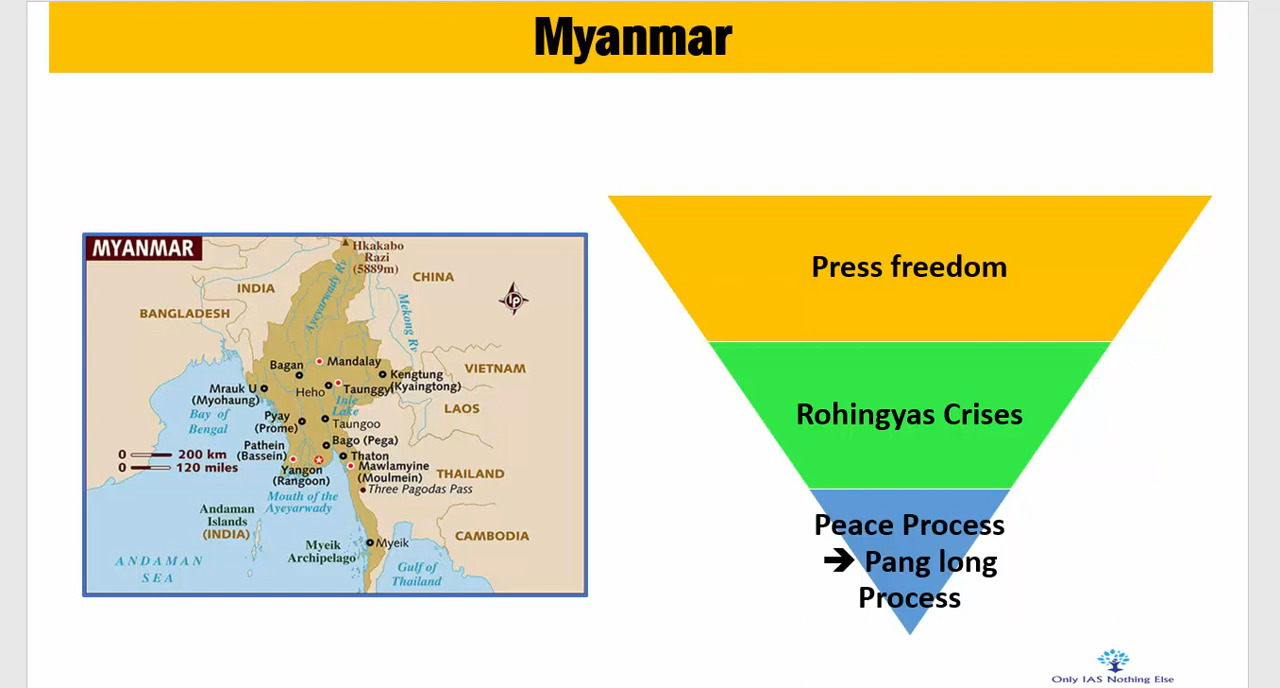 Myanmar
MYANMAR
Hkakabo
Razi
(5889m)
CHINA
INDIA
BANGLADESH
Ayeyarwady Rv
Mekong Rv
Bagan
Mandalay
VIETNAM
Kengtung
(Kyaingtong)
Mrauk U
(Myohaung)
Heho
Taunggyi
Inle
Lake
LAOS
Bay of
Bengal
Pyay
(Prome)
Taungoo
Pathein
(Bassein)
Bago (Pega)
Thaton
0 200 km
0 120 miles
Yangon
(Rangoon)
Mawlamyine
(Moulmein)
THAILAND
Three Pagodas Pass
Mouth of the
Ayeyarwady
Andaman
Islands
(INDIA)
CAMBODIA
Myeik
Archipelago
Myeik
ANDAMAN
SEA
Gulf of
Thailand
LP
Press freedom
Rohingyas Crises
Peace Process
➔ Pang long
Process
Only IAS Nothing Else